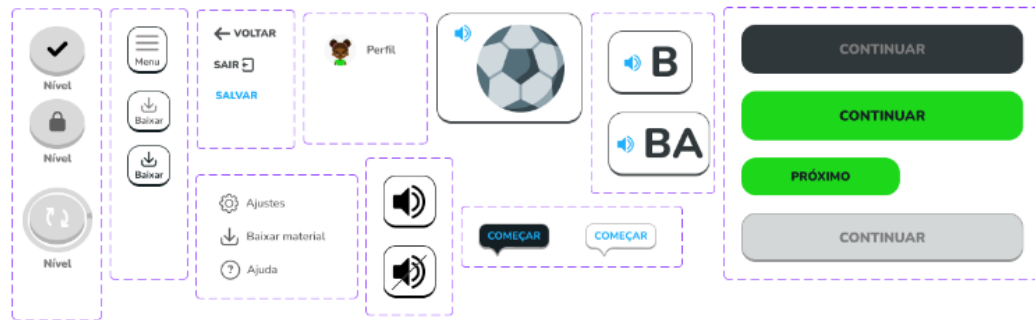 Nível
Nível
Nível
Menu
Baixar
Baixar
VOLTAR
SAIR
SALVAR
Perfil
Ajustes
Baixar material
? Ajuda
COMEÇAR
COMEÇAR
B
BA
CONTINUAR
CONTINUAR
PRÓXIMO
CONTINUAR